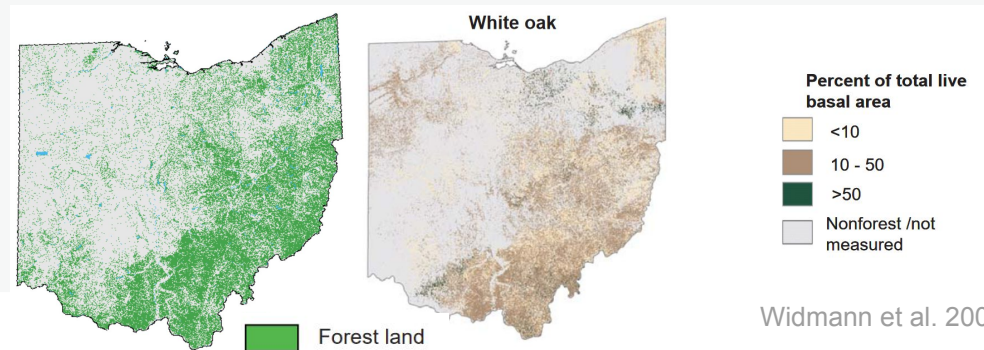 White oak
Percent of total live
basal area
<10
10 - 50
>50
Nonforest /not
measured
Forest land
Widmann et al. 200